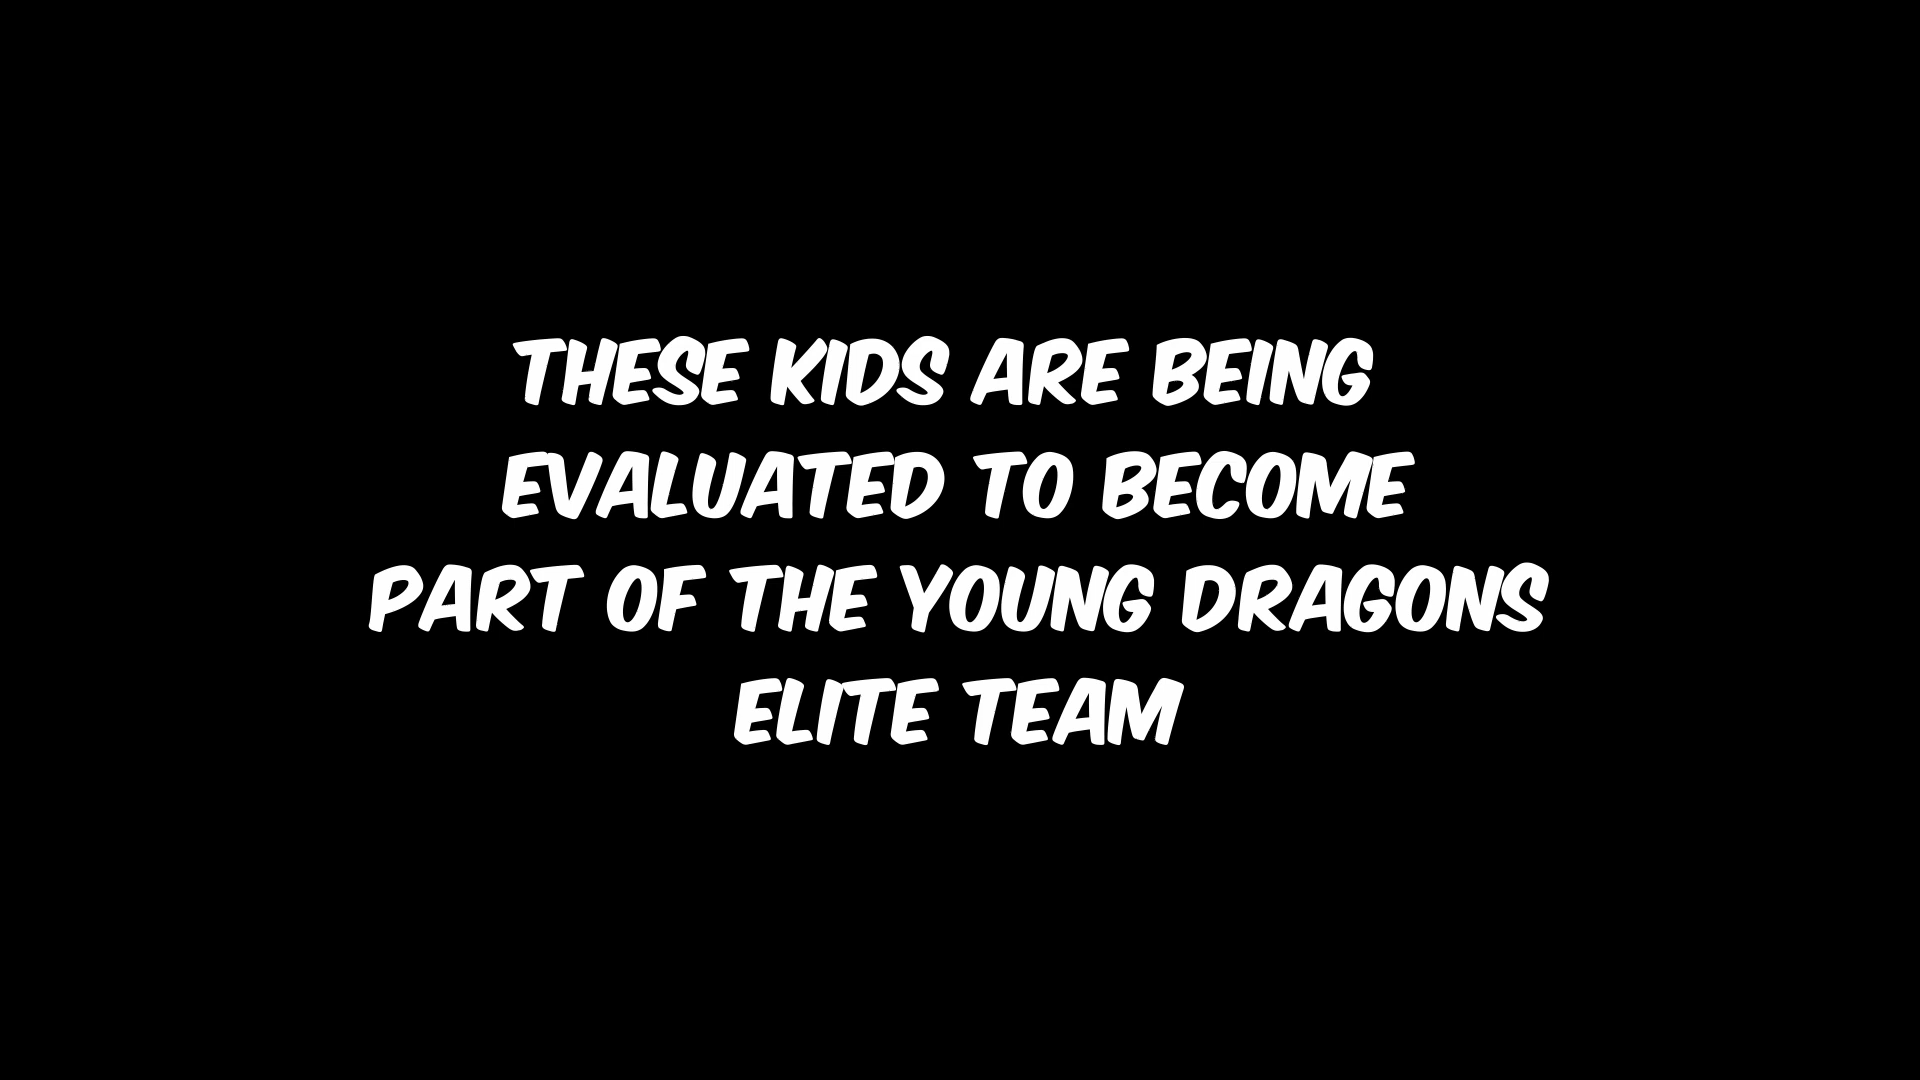 THESE KIDS ARE BEING
EVALUATED TO BECOME
PART OF THE YOUNG DRAGONS
ELITE TEAM